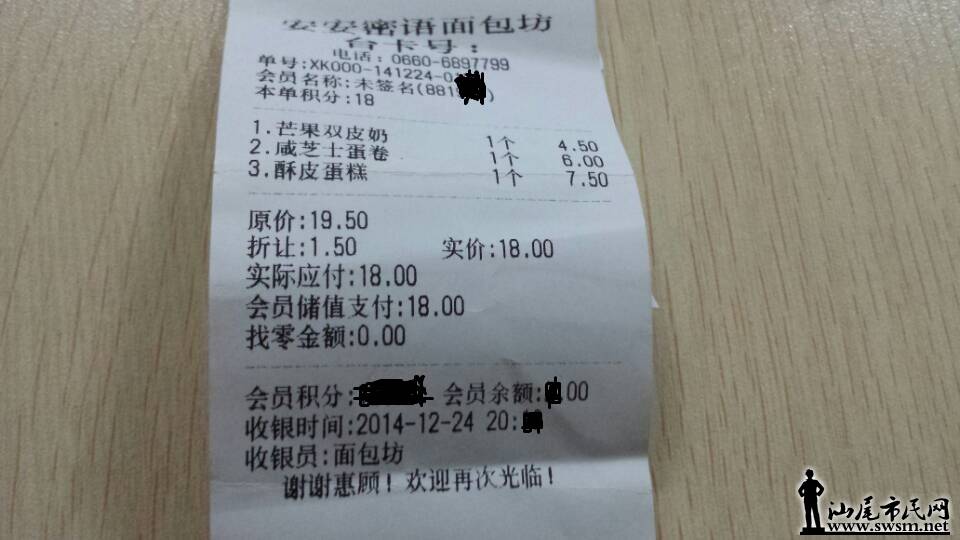 安安密语面包坊
台卡号:
电话:0660-6897799
单号:XK000-141224-0
会员名称:未签名(881)
本单积分:18
1.芒果双皮奶 1个 4.50
2.咸芝士蛋卷 1个 6.00
3.酥皮蛋糕 1个 7.50
原价:19.50
折让:1.50 实价:18.00
实际应付:18.00
会员储值支付:18.00
找零金额:0.00
会员积分: 会员余额: .00
收银时间:2014-12-24 20:
收银员:面包坊
谢谢惠顾!欢迎再次光临!
汕尾市民网
www.swsm.net